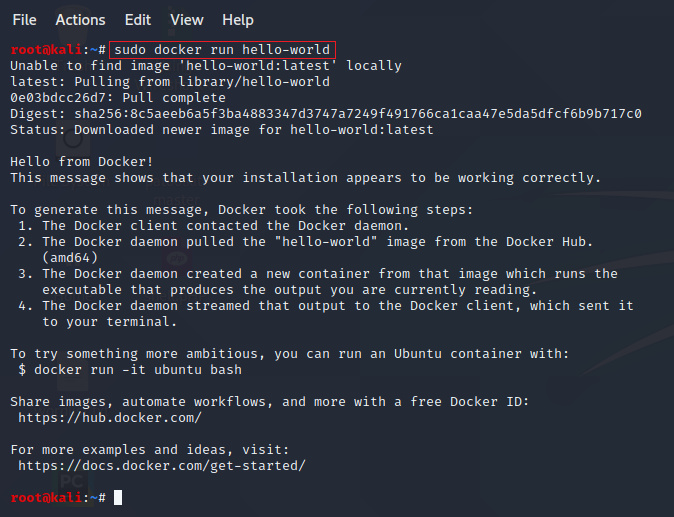 File Actions Edit View Help
root@kali:~# sudo docker run hello-world
Unable to find image 'hello-world:latest' locally
latest: Pulling from library/hello-world
0e03bdcc26d7: Pull complete
Digest: sha256:8c5aeeb6a5f3ba4883347d3747a7249f491766ca1caa47e5da5dfcf6b9b717c0
Status: Downloaded newer image for hello-world:latest
Hello from Docker!
This message shows that your installation appears to be working correctly.
To generate this message, Docker took the following steps:
1. The Docker client contacted the Docker daemon.
2. The Docker daemon pulled the "hello-world" image from the Docker Hub.
(amd64)
3. The Docker daemon created a new container from that image which runs the
executable that produces the output you are currently reading.
4. The Docker daemon streamed that output to the Docker client, which sent it
to your terminal.
To try something more ambitious, you can run an Ubuntu container with:
$ docker run -it ubuntu bash
Share images, automate workflows, and more with a free Docker ID:
https://hub.docker.com/
For more examples and ideas, visit:
https://docs.docker.com/get-started/
root@kali:~#